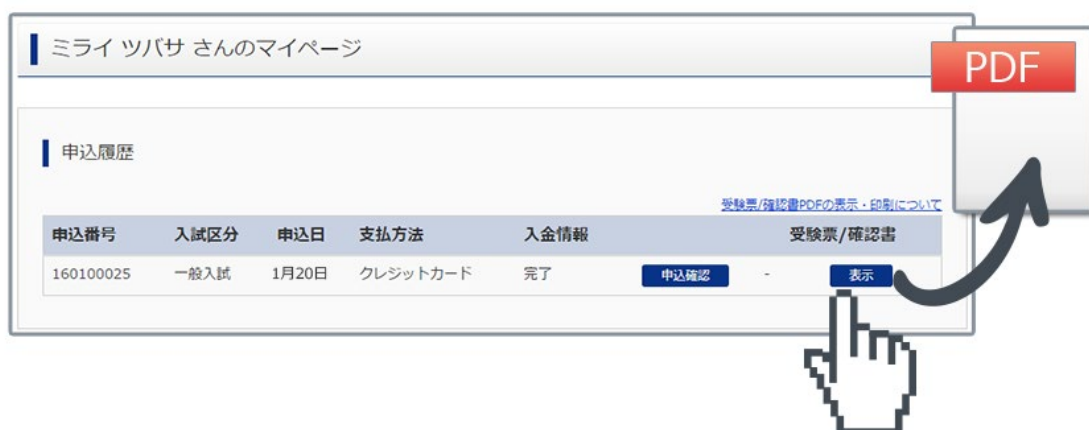 ミライ ツバサ さんのマイページ
PDF
申込履歴
受験票/確認書PDFの表示・印刷について
申込番号 入試区分 申込日 支払方法 入金情報 受験票/確認書
160100025 一般入試 1月20日 クレジットカード 完了 申込確認 - 表示